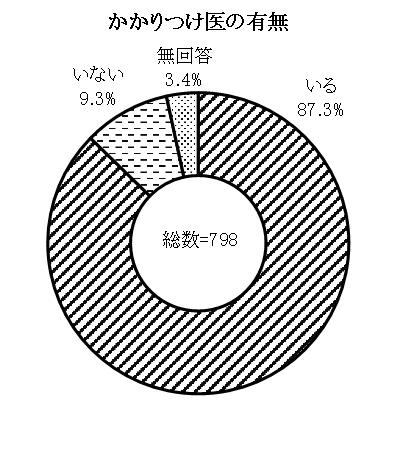 かかりつけ医の有無
無回答
3.4%
いない
9.3%
いる
87.3%
総数=798